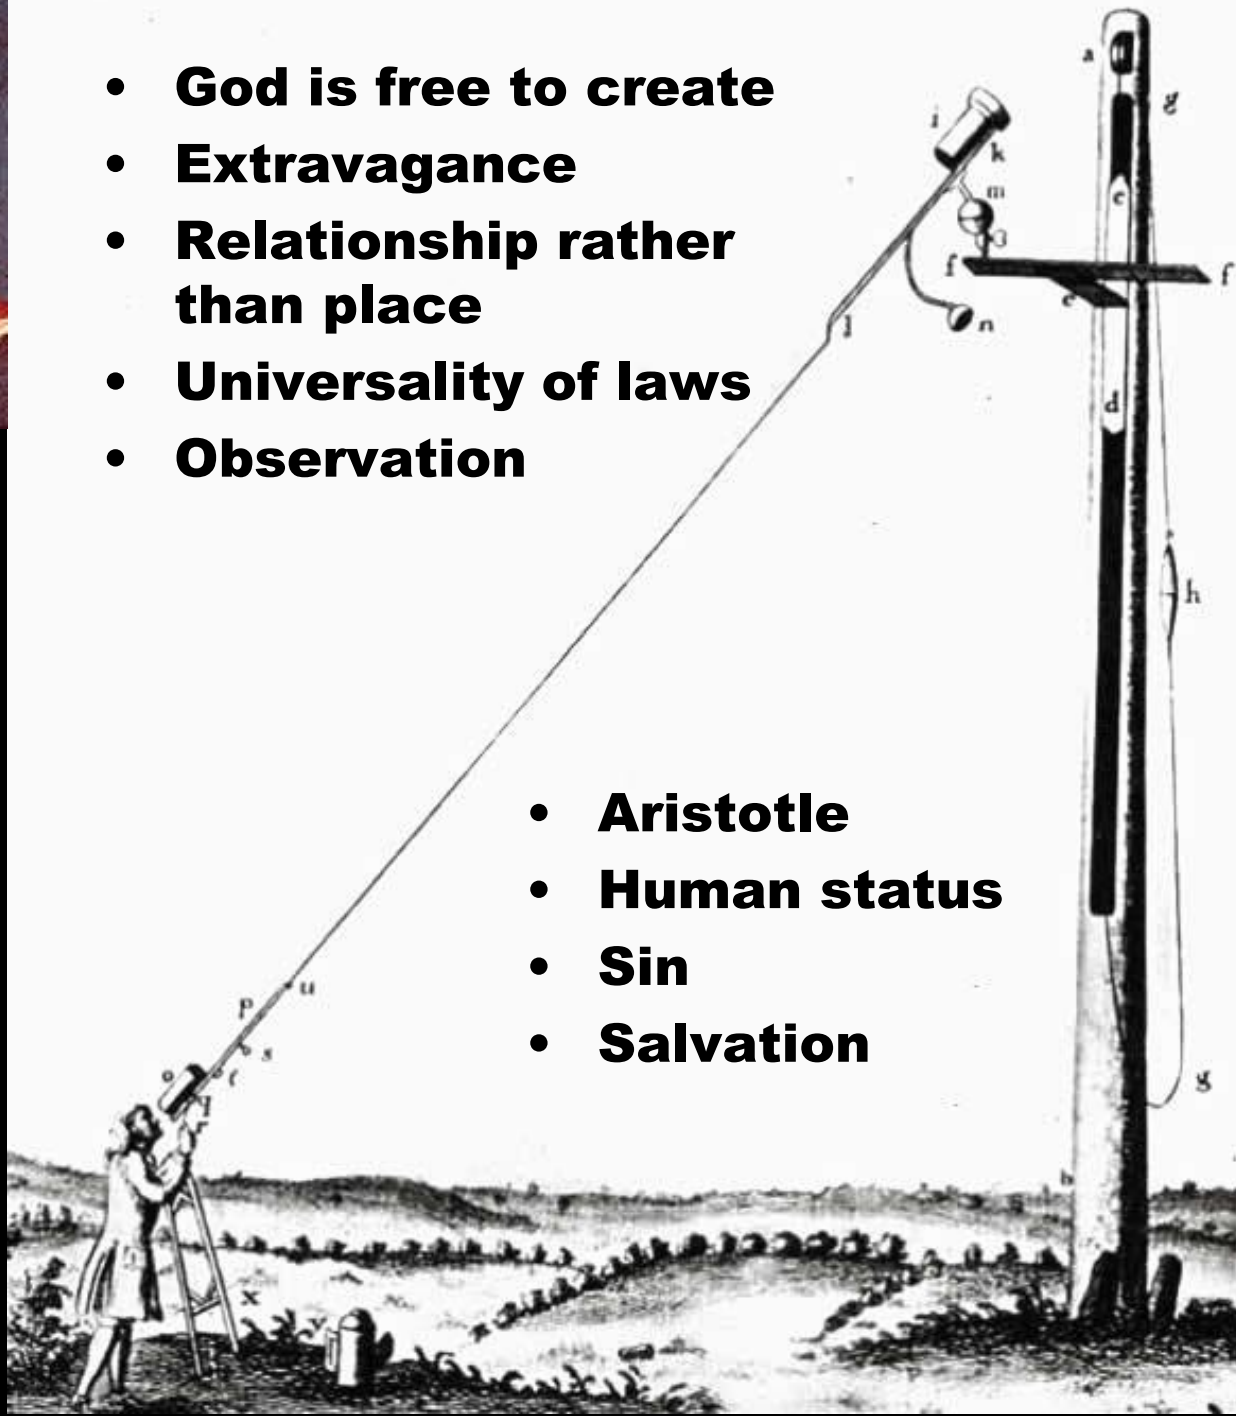 • God is free to create
• Extravagance
• Relationship rather
than place
• Universality of laws
• Observation
• Aristotle
• Human status
• Sin
• Salvation
a
g
i
k
c
m
f
f
e
l
n
d
h
u
p
s
o
t
q
r
g
b
x